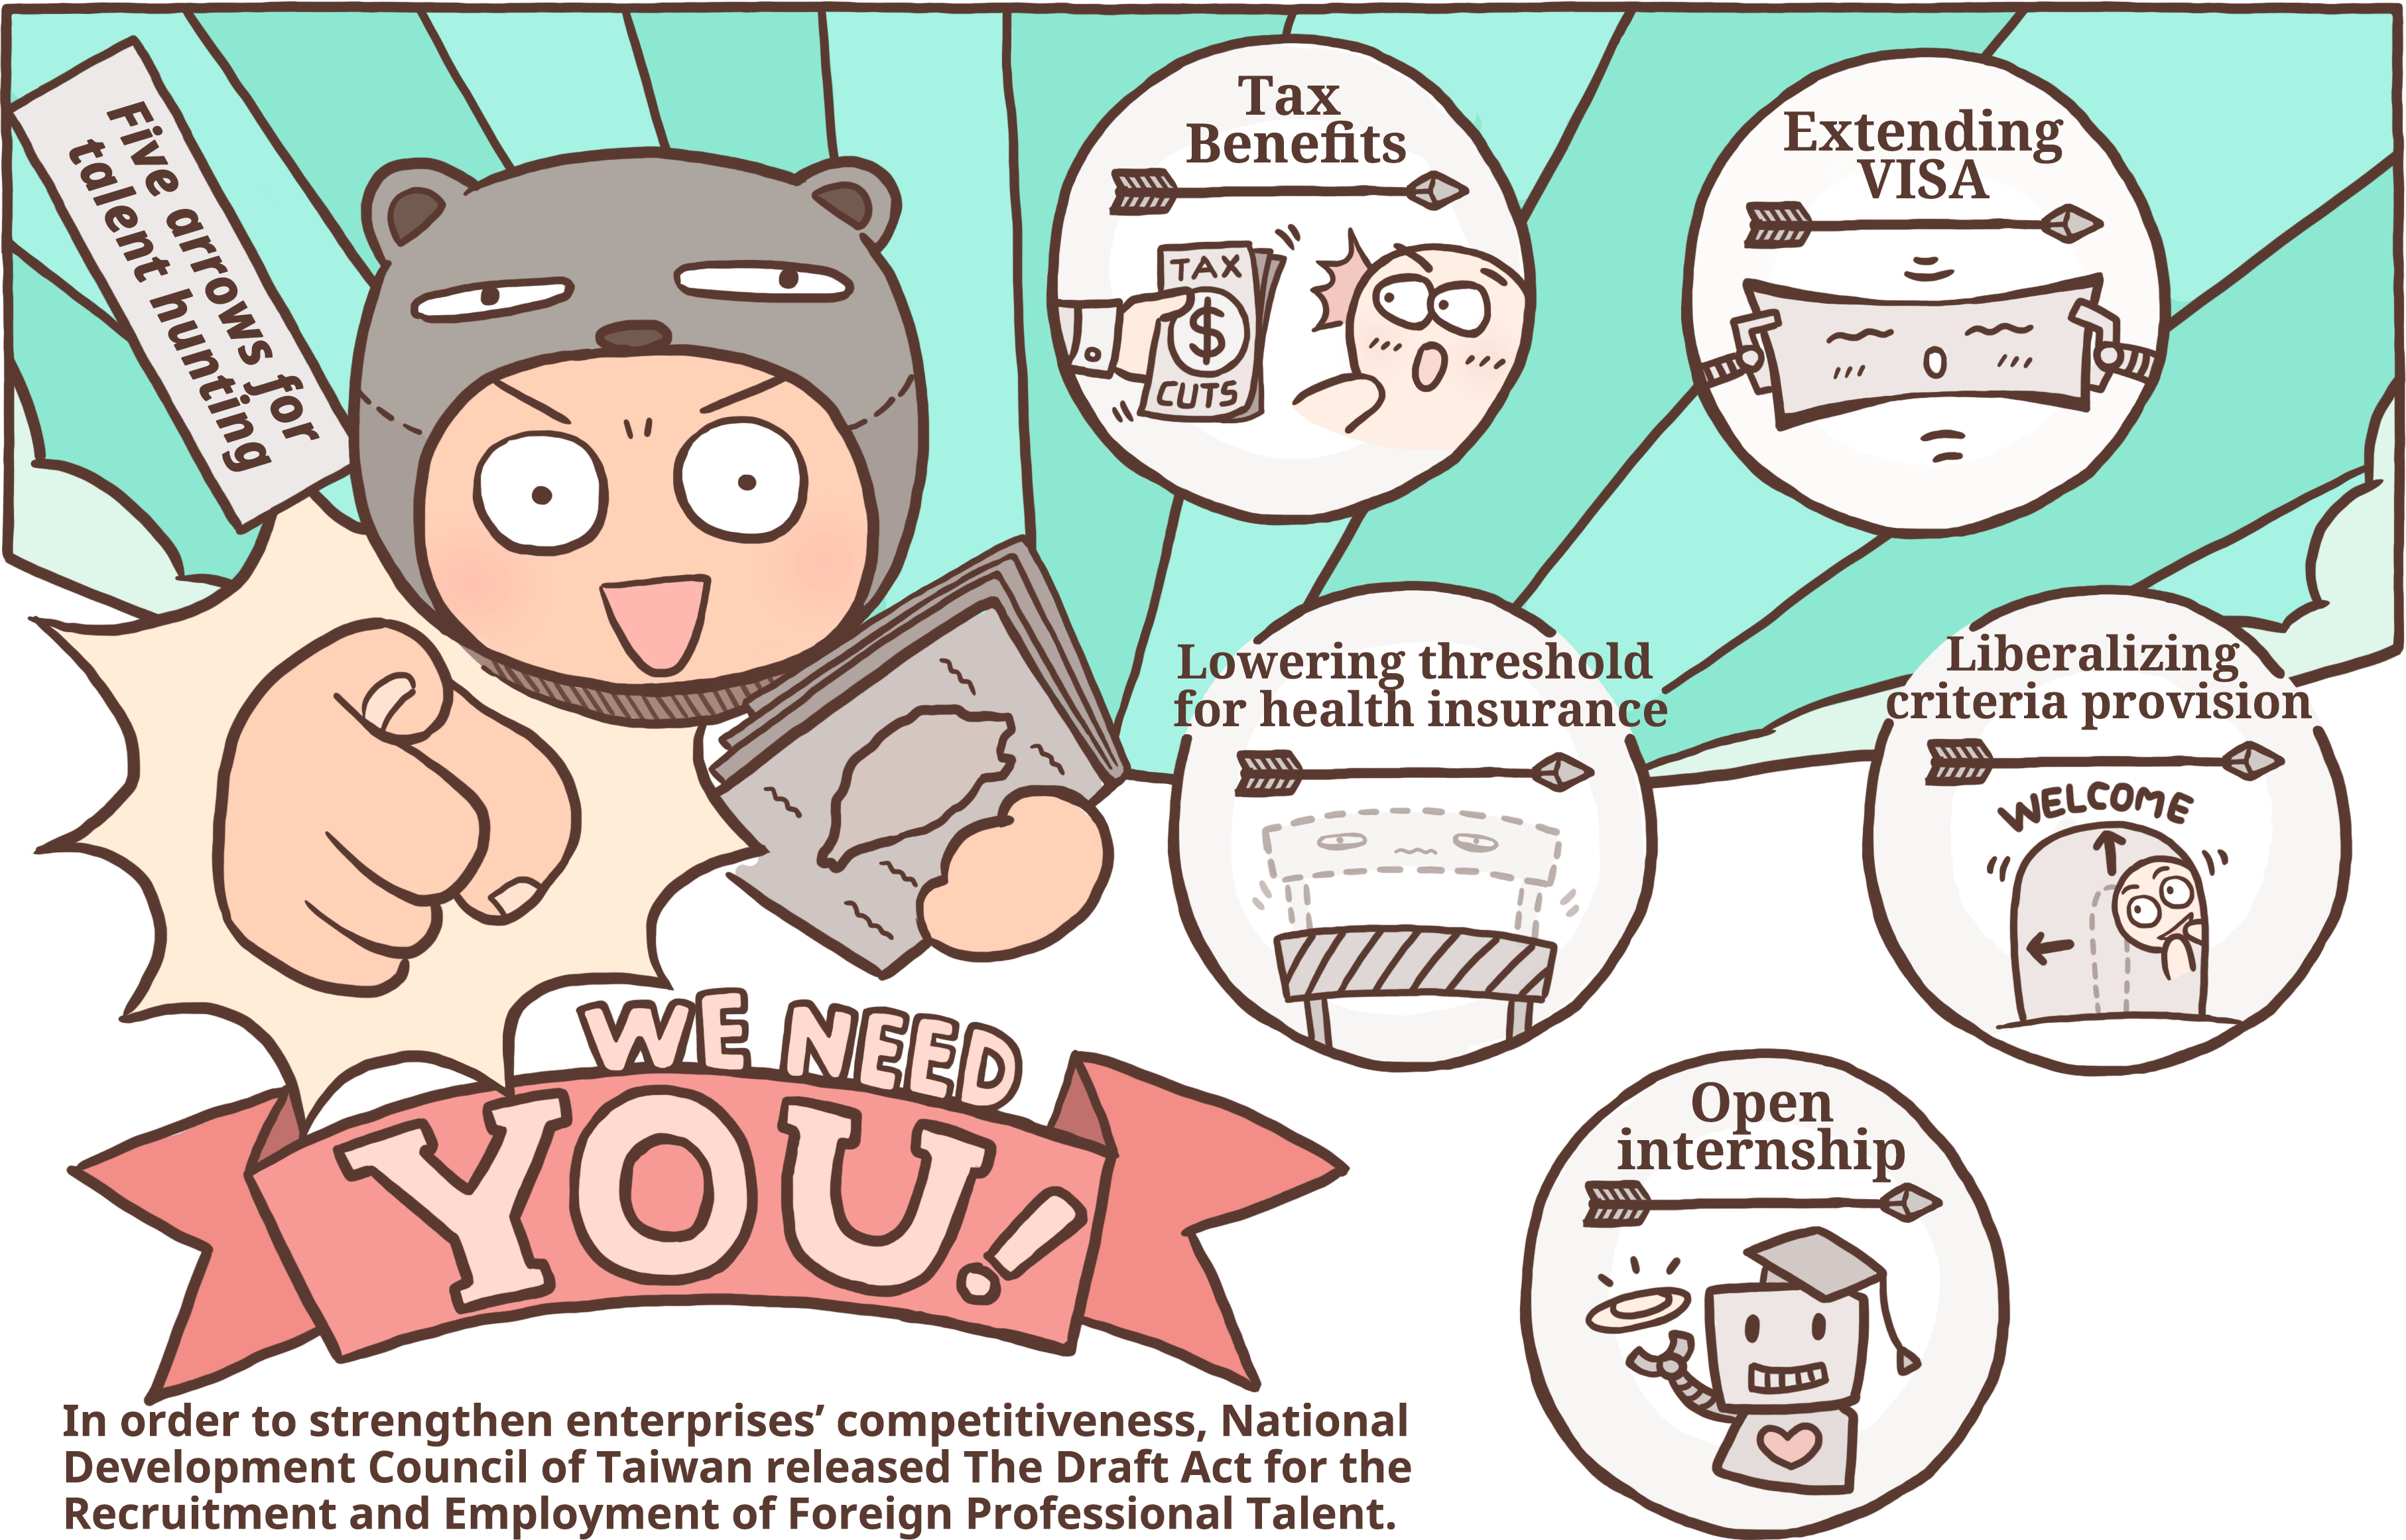 Five arrows for
talent hunting
Tax
Benefits
TAX
$
CUTS
Extending
VISA
Lowering threshold
for health insurance
Liberalizing
criteria provision
WELCOME
Open
internship
WE NEED
YOU!
In order to strengthen enterprises’ competitiveness, National
Development Council of Taiwan released The Draft Act for the
Recruitment and Employment of Foreign Professional Talent.